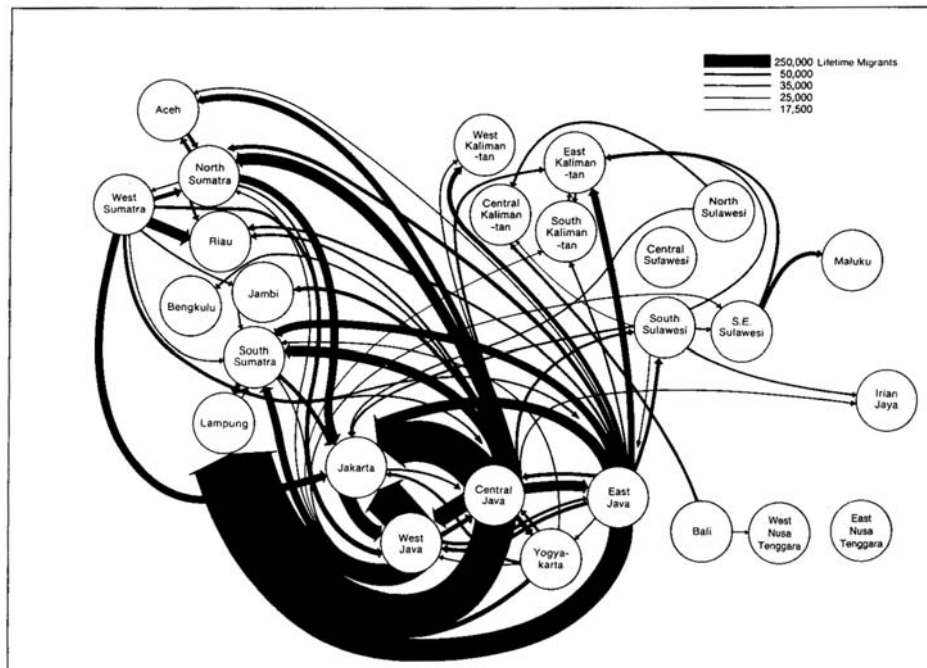 250,000 Lifetime Migrants
50,000
35,000
25,000
17,500
Aceh
West
Kaliman
-tan
East
Kaliman
-tan
North
Sumatra
West
Sumatra
Central
Kaliman
-tan
South
Kaliman
-tan
North
Sulawesi
Riau
Central
Sulawesi
Maluku
Jambi
Bengkulu
South
Sulawesi
S.E.
Sulawesi
South
Sumatra
Irian
Jaya
Lampung
Jakarta
Central
Java
East
Java
West
Java
Yogya-
karta
Bali
West
Nusa
Tenggara
East
Nusa
Tenggara